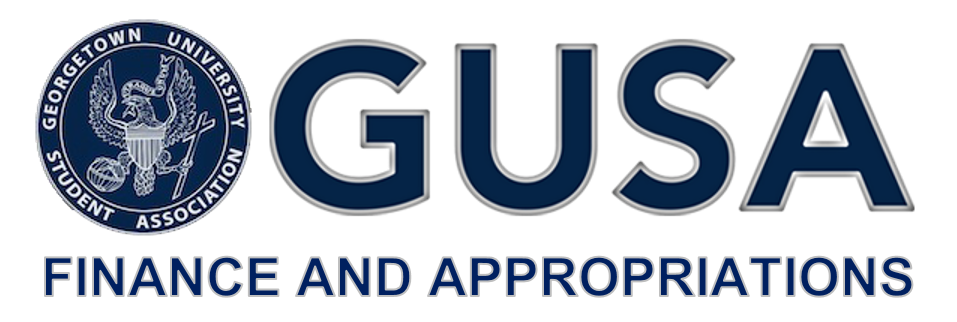 GEORGETOWN UNIVERSITY
STUDENT ASSOCIATION
GUSA
FINANCE AND APPROPRIATIONS